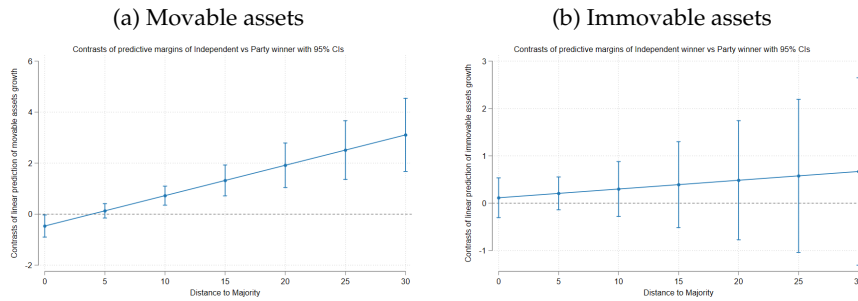 (a) Movable assets
Contrasts of predictive margins of Independent vs Party winner with 95% CIs
Contrasts of linear prediction of movable assets growth
6
4
2
0
-2
0 5 10 15 20 25 30
Distance to Majority
(b) Immovable assets
Contrasts of predictive margins of Independent winner vs Party winner with 95% CIs
Contrasts of linear prediction of immovable assets growth
3
2
1
0
-1
0 5 10 15 20 25
Distance to Majority